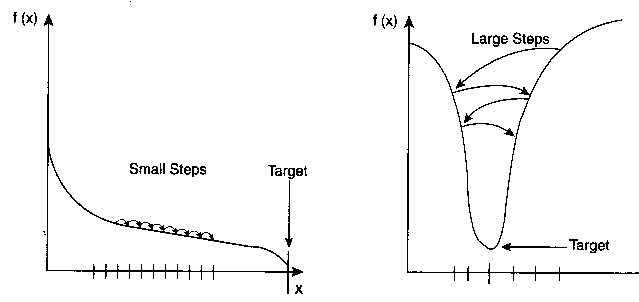 f (x)
Small Steps
Target
x
f (x)
Large Steps
Target